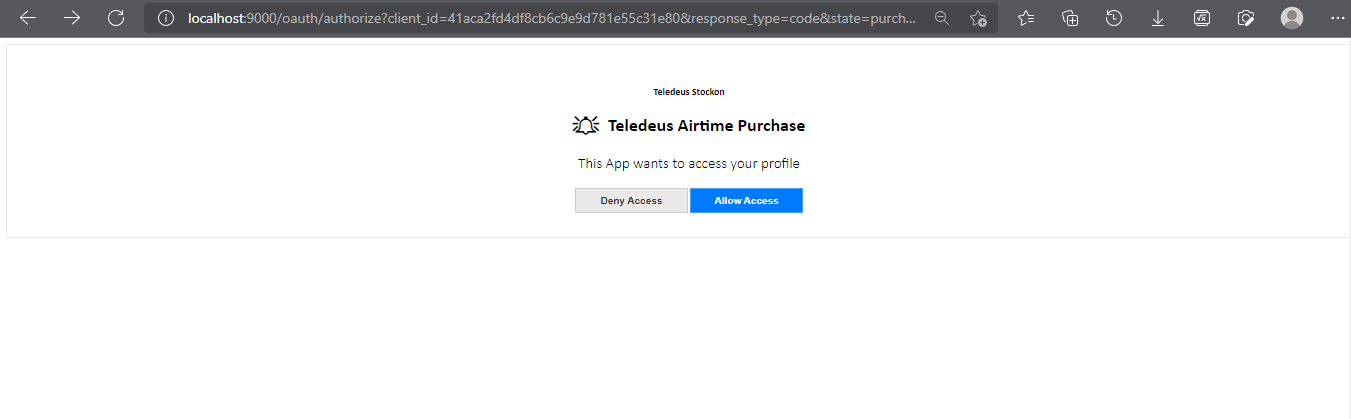 localhost:9000/oauth/authorize?client_id=41aca2fd4df8cb6c9e9d781e55c31e80&response_type=code&state=purch...
Teledeus Stockon
Teledeus Airtime Purchase
This App wants to access your profile
Deny Access Allow Access